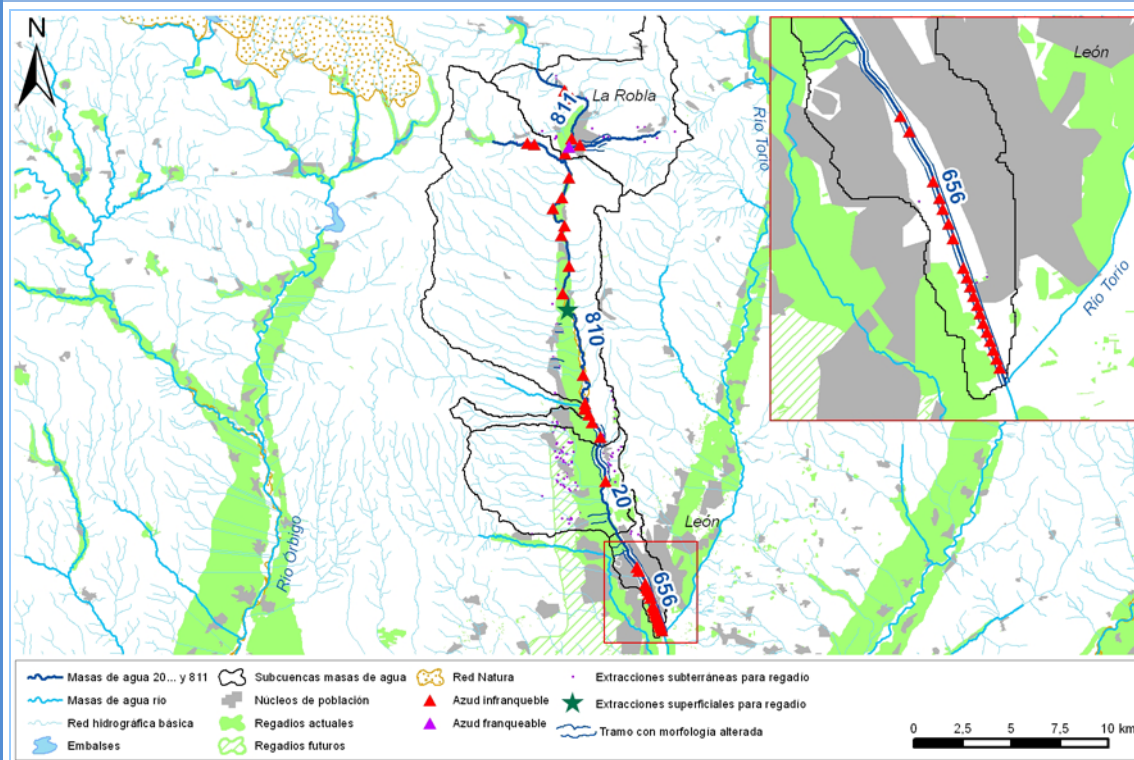 N
La Robla
811
Río Torío
León
656
Río Torío
810
20
León
Río Orbigo
656
Masas de agua 20... y 811
Masas de agua río
Red hidrográfica básica
Embalses
Subcuencas masas de agua
Núcleos de población
Regadíos actuales
Regadíos futuros
Red Natura
Azud infranqueble
Azud franqueable
Extracciones subterráneas para regadio
Extracciones superficiales para regadío
Tramo con morfología alterada
0 2,5 5 7,5 10 km